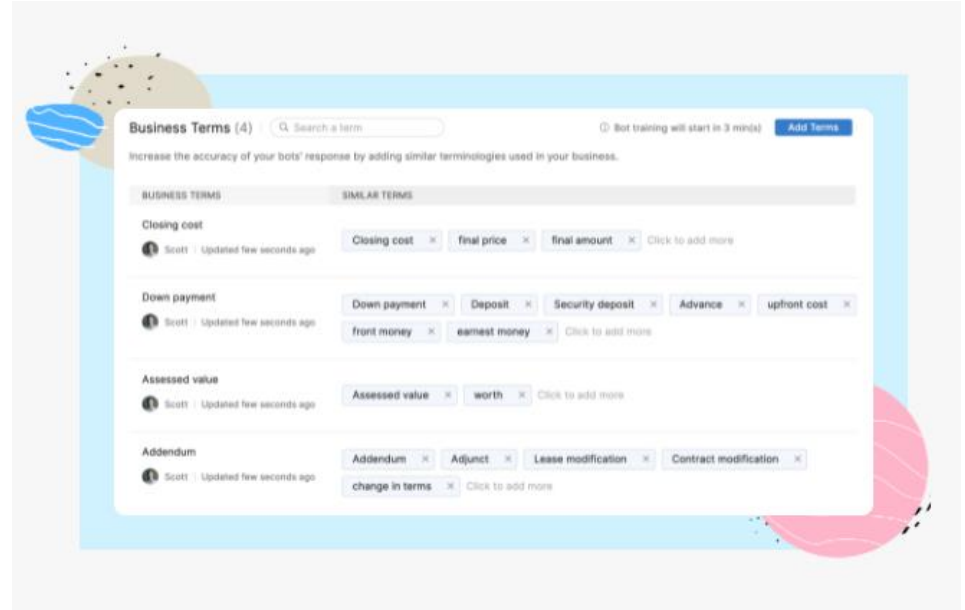 Business Terms (4) Search a term Bot training will start in 3 min(s) Add Terms
Increase the accuracy of your bots' response by adding similar terminologies used in your business.
BUSINESS TERMS SIMILAR TERMS
Closing cost
Scott Updated few seconds ago
Closing cost × final price × final amount × Click to add more
Down payment
Scott Updated few seconds ago
Down payment × Deposit × Security deposit × Advance × upfront cost ×
front money × earnest money × Click to add more
Assessed value
Scott Updated few seconds ago
Assessed value × worth × Click to add more
Addendum
Scott Updated few seconds ago
Addendum × Adjunct × Lease modification × Contract modification ×
change in terms × Click to add more